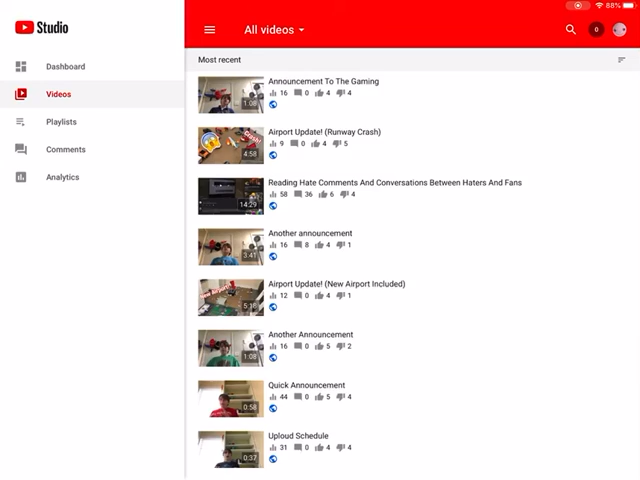 88%
Studio
All videos
0
Dashboard
Videos
Playlists
Comments
Analytics
Most recent
Announcement To The Gaming
16 0 4 4
1:08
Airport Update! (Runway Crash)
9 0 4 5
Crash!
4:58
Reading Hate Comments And Conversations Between Haters And Fans
58 36 6 4
14:29
Another announcement
16 8 4 1
3:41
Airport Update! (New Airport Included)
12 0 4 1
5:18
Another Announcement
16 0 5 2
1:08
Quick Announcement
44 0 5 4
0:58
Uploud Schedule
31 0 4 4
0:37